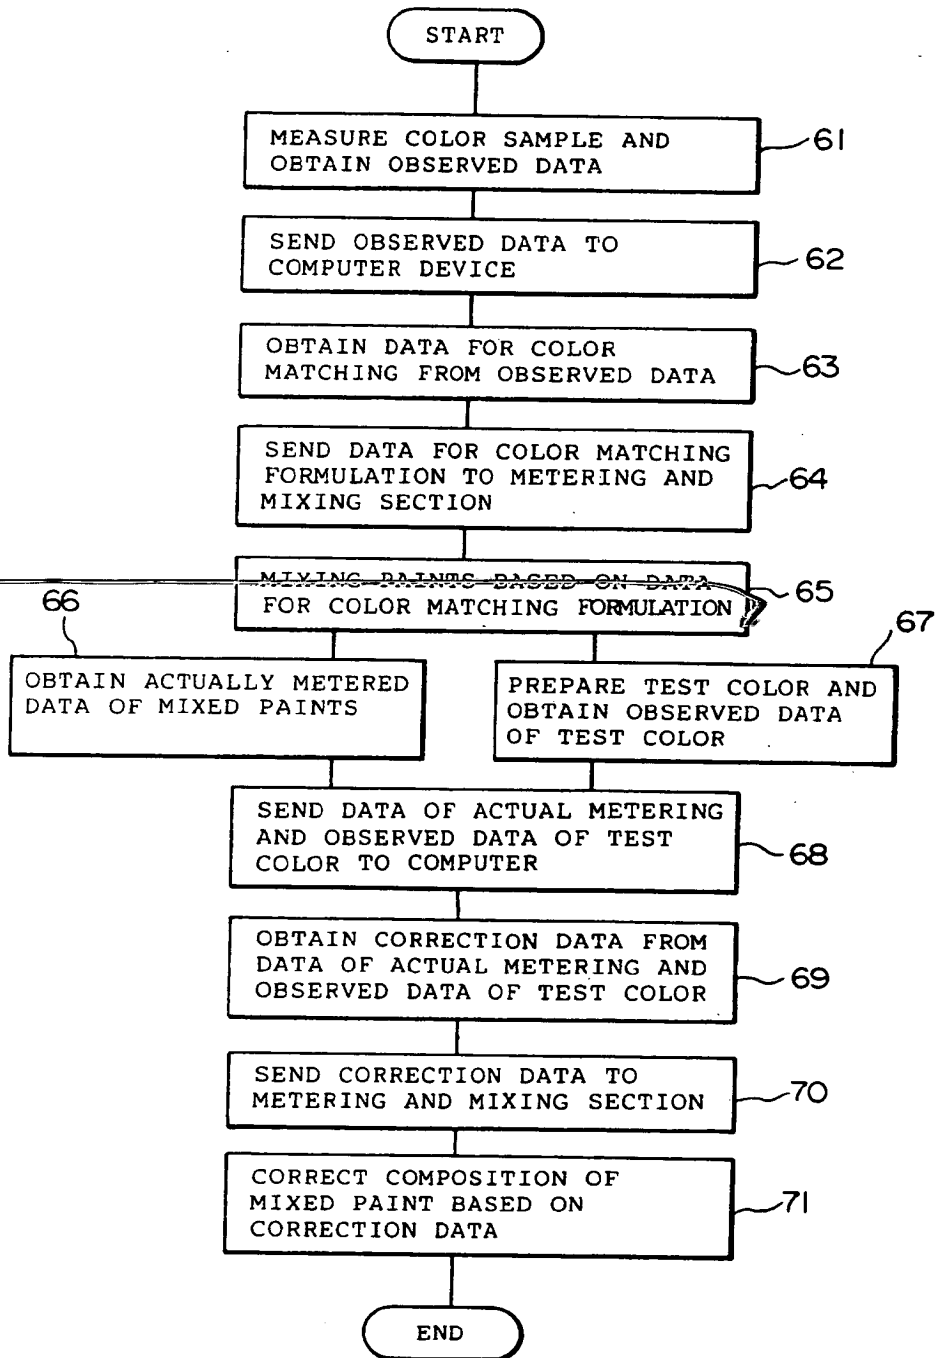 START
MEASURE COLOR SAMPLE AND
OBTAIN OBSERVED DATA
61
SEND OBSERVED DATA TO
COMPUTER DEVICE
62
OBTAIN DATA FOR COLOR
MATCHING FROM OBSERVED DATA
63
SEND DATA FOR COLOR MATCHING
FORMULATION TO METERING AND
MIXING SECTION
64
MIXING PAINTS BASED ON DATA
FOR COLOR MATCHING FORMULATION
65
66
OBTAIN ACTUALLY METERED
DATA OF MIXED PAINTS
67
PREPARE TEST COLOR AND
OBTAIN OBSERVED DATA
OF TEST COLOR
SEND DATA OF ACTUAL METERING
AND OBSERVED DATA OF TEST
COLOR TO COMPUTER
68
OBTAIN CORRECTION DATA FROM
DATA OF ACTUAL METERING AND
OBSERVED DATA OF TEST COLOR
69
SEND CORRECTION DATA TO
METERING AND MIXING SECTION
70
CORRECT COMPOSITION OF
MIXED PAINT BASED ON
CORRECTION DATA
71
END